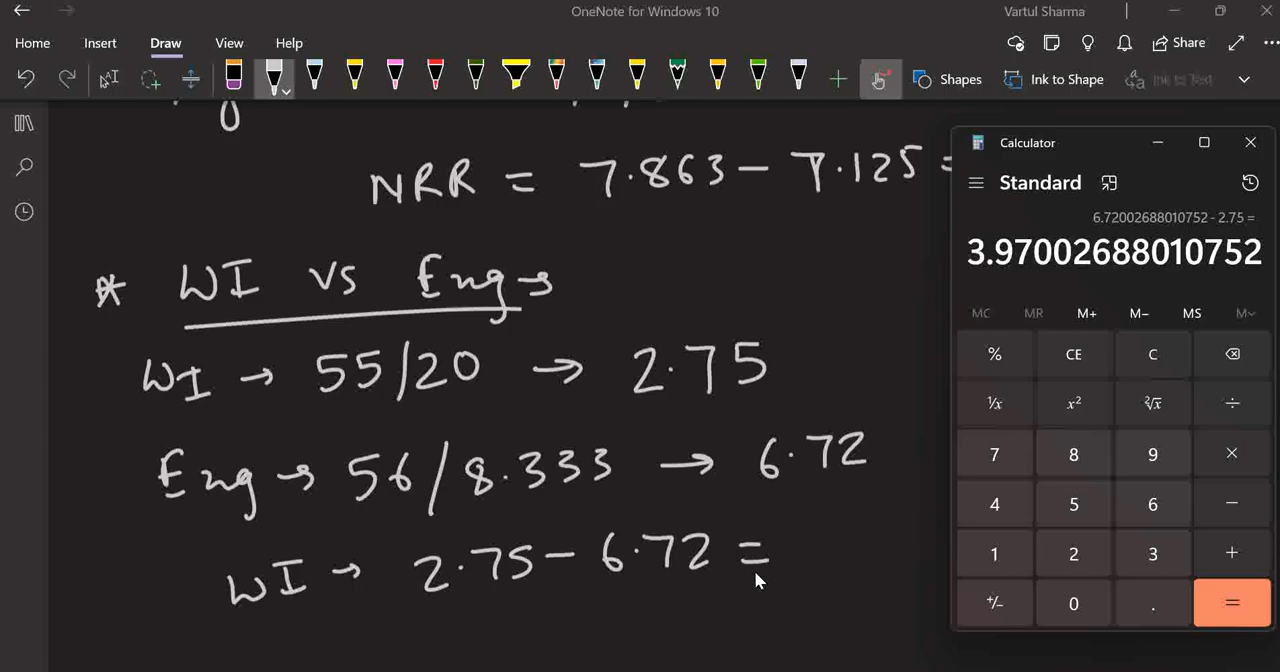 OneNote for Windows 10
Vartul Sharma
Home Insert Draw View Help
Share
Shapes
Ink to Shape
Ink to Text
NRR = 7.863 - 7.125 =
* WI vs Eng →
WI → 55/20 → 2.75
Eng → 56/8.333 → 6.72
WI → 2.75 - 6.72 =
Calculator
Standard
6.72002688010752 - 2.75 =
3.97002688010752
MC MR M+ M− MS M˅
% CE C
¹/x x² ²√x ÷
7 8 9 ×
4 5 6 −
1 2 3 +
+/− 0 . =